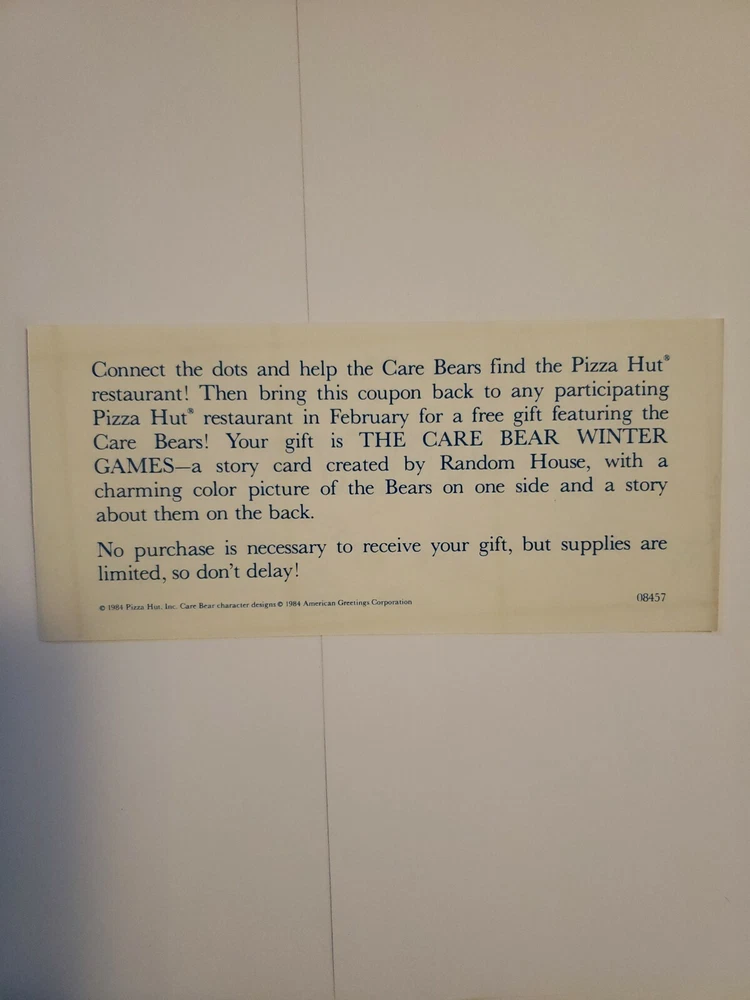 Connect the dots and help the Care Bears find the Pizza Hut®
restaurant! Then bring this coupon back to any participating
Pizza Hut® restaurant in February for a free gift featuring the
Care Bears! Your gift is THE CARE BEAR WINTER
GAMES—a story card created by Random House, with a
charming color picture of the Bears on one side and a story
about them on the back.
No purchase is necessary to receive your gift, but supplies are
limited, so don't delay!
© 1984 Pizza Hut, Inc. Care Bear character designs © 1984 American Greetings Corporation
08457